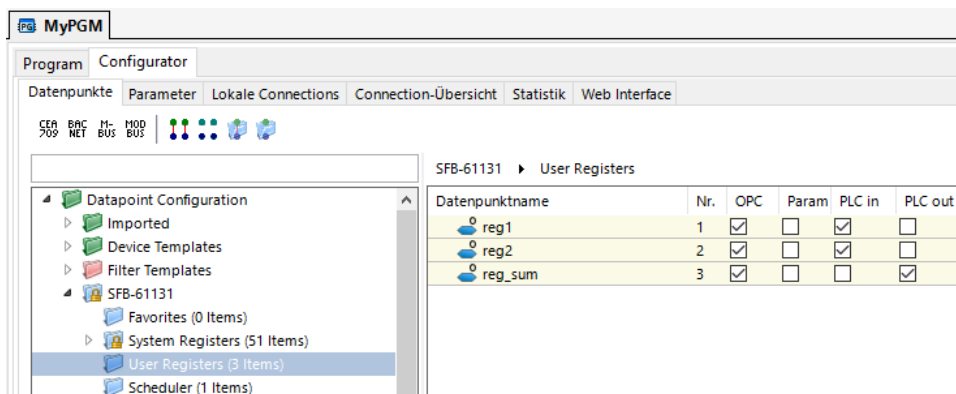 PG MyPGM
Program Configurator
Datenpunkte Parameter Lokale Connections Connection-Übersicht Statistik Web Interface
CEA 709 BAC NET M- BUS MOD BUS
SFB-61131 User Registers
Datapoint Configuration
Imported
Device Templates
Filter Templates
SFB-61131
Favorites (0 Items)
System Registers (51 Items)
User Registers (3 Items)
Scheduler (1 Items)
Datenpunktname Nr. OPC Param PLC in PLC out
reg1 1
reg2 2
reg_sum 3